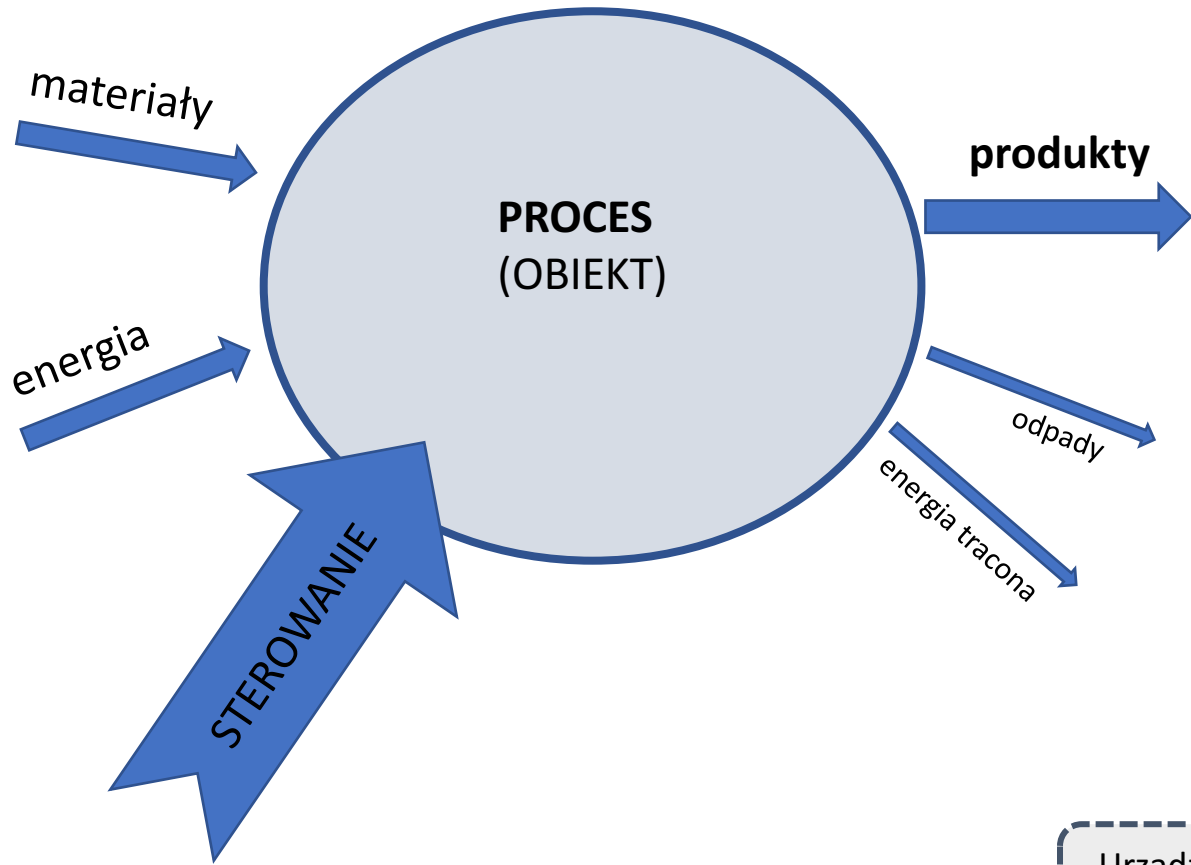 materiały
produkty
PROCES
(OBIEKT)
energia
odpady
energia tracona
STEROWANIE